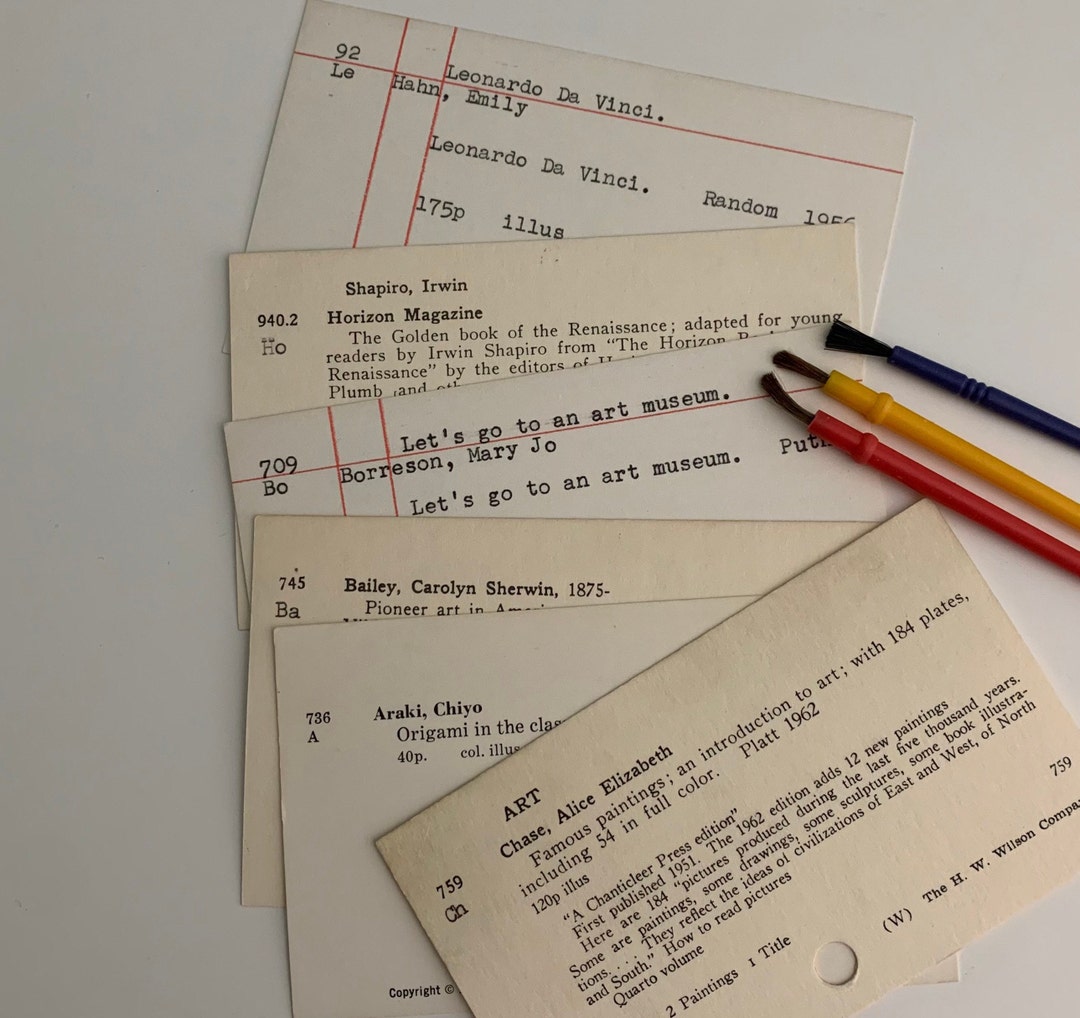 92 Leonardo Da Vinci.
Le Hahn, Emily
Leonardo Da Vinci. Random
175p illus
Shapiro, Irwin
940.2 Horizon Magazine
Ho The Golden book of the Renaissance; adapted for young
readers by Irwin Shapiro from "The Horizon
Renaissance" by the editors of
Plumb and
Let's go to an art museum.
709 Borreson, Mary Jo
Bo Let's go to an art museum.
745 Bailey, Carolyn Sherwin, 1875-
Ba Pioneer art in
736 Araki, Chiyo
A Origami in the
40p. col. illus
Copyright ©
ART
Chase, Alice Elizabeth
759 Famous paintings; an introduction to art; with 184 plates,
Ch including 54 in full color. Platt 1962
120p illus
"A Chanticleer Press edition"
First published 1951. The 1962 edition adds 12 new paintings
Here are 184 "pictures produced during the last five thousand years.
Some are paintings, some drawings, some sculptures, some book illustra-
tions. . . . They reflect the ideas of civilizations of East and West, of North
and South." How to read pictures
Quarto volume
759
2 Paintings 1 Title
(W) The H. W. Wilson